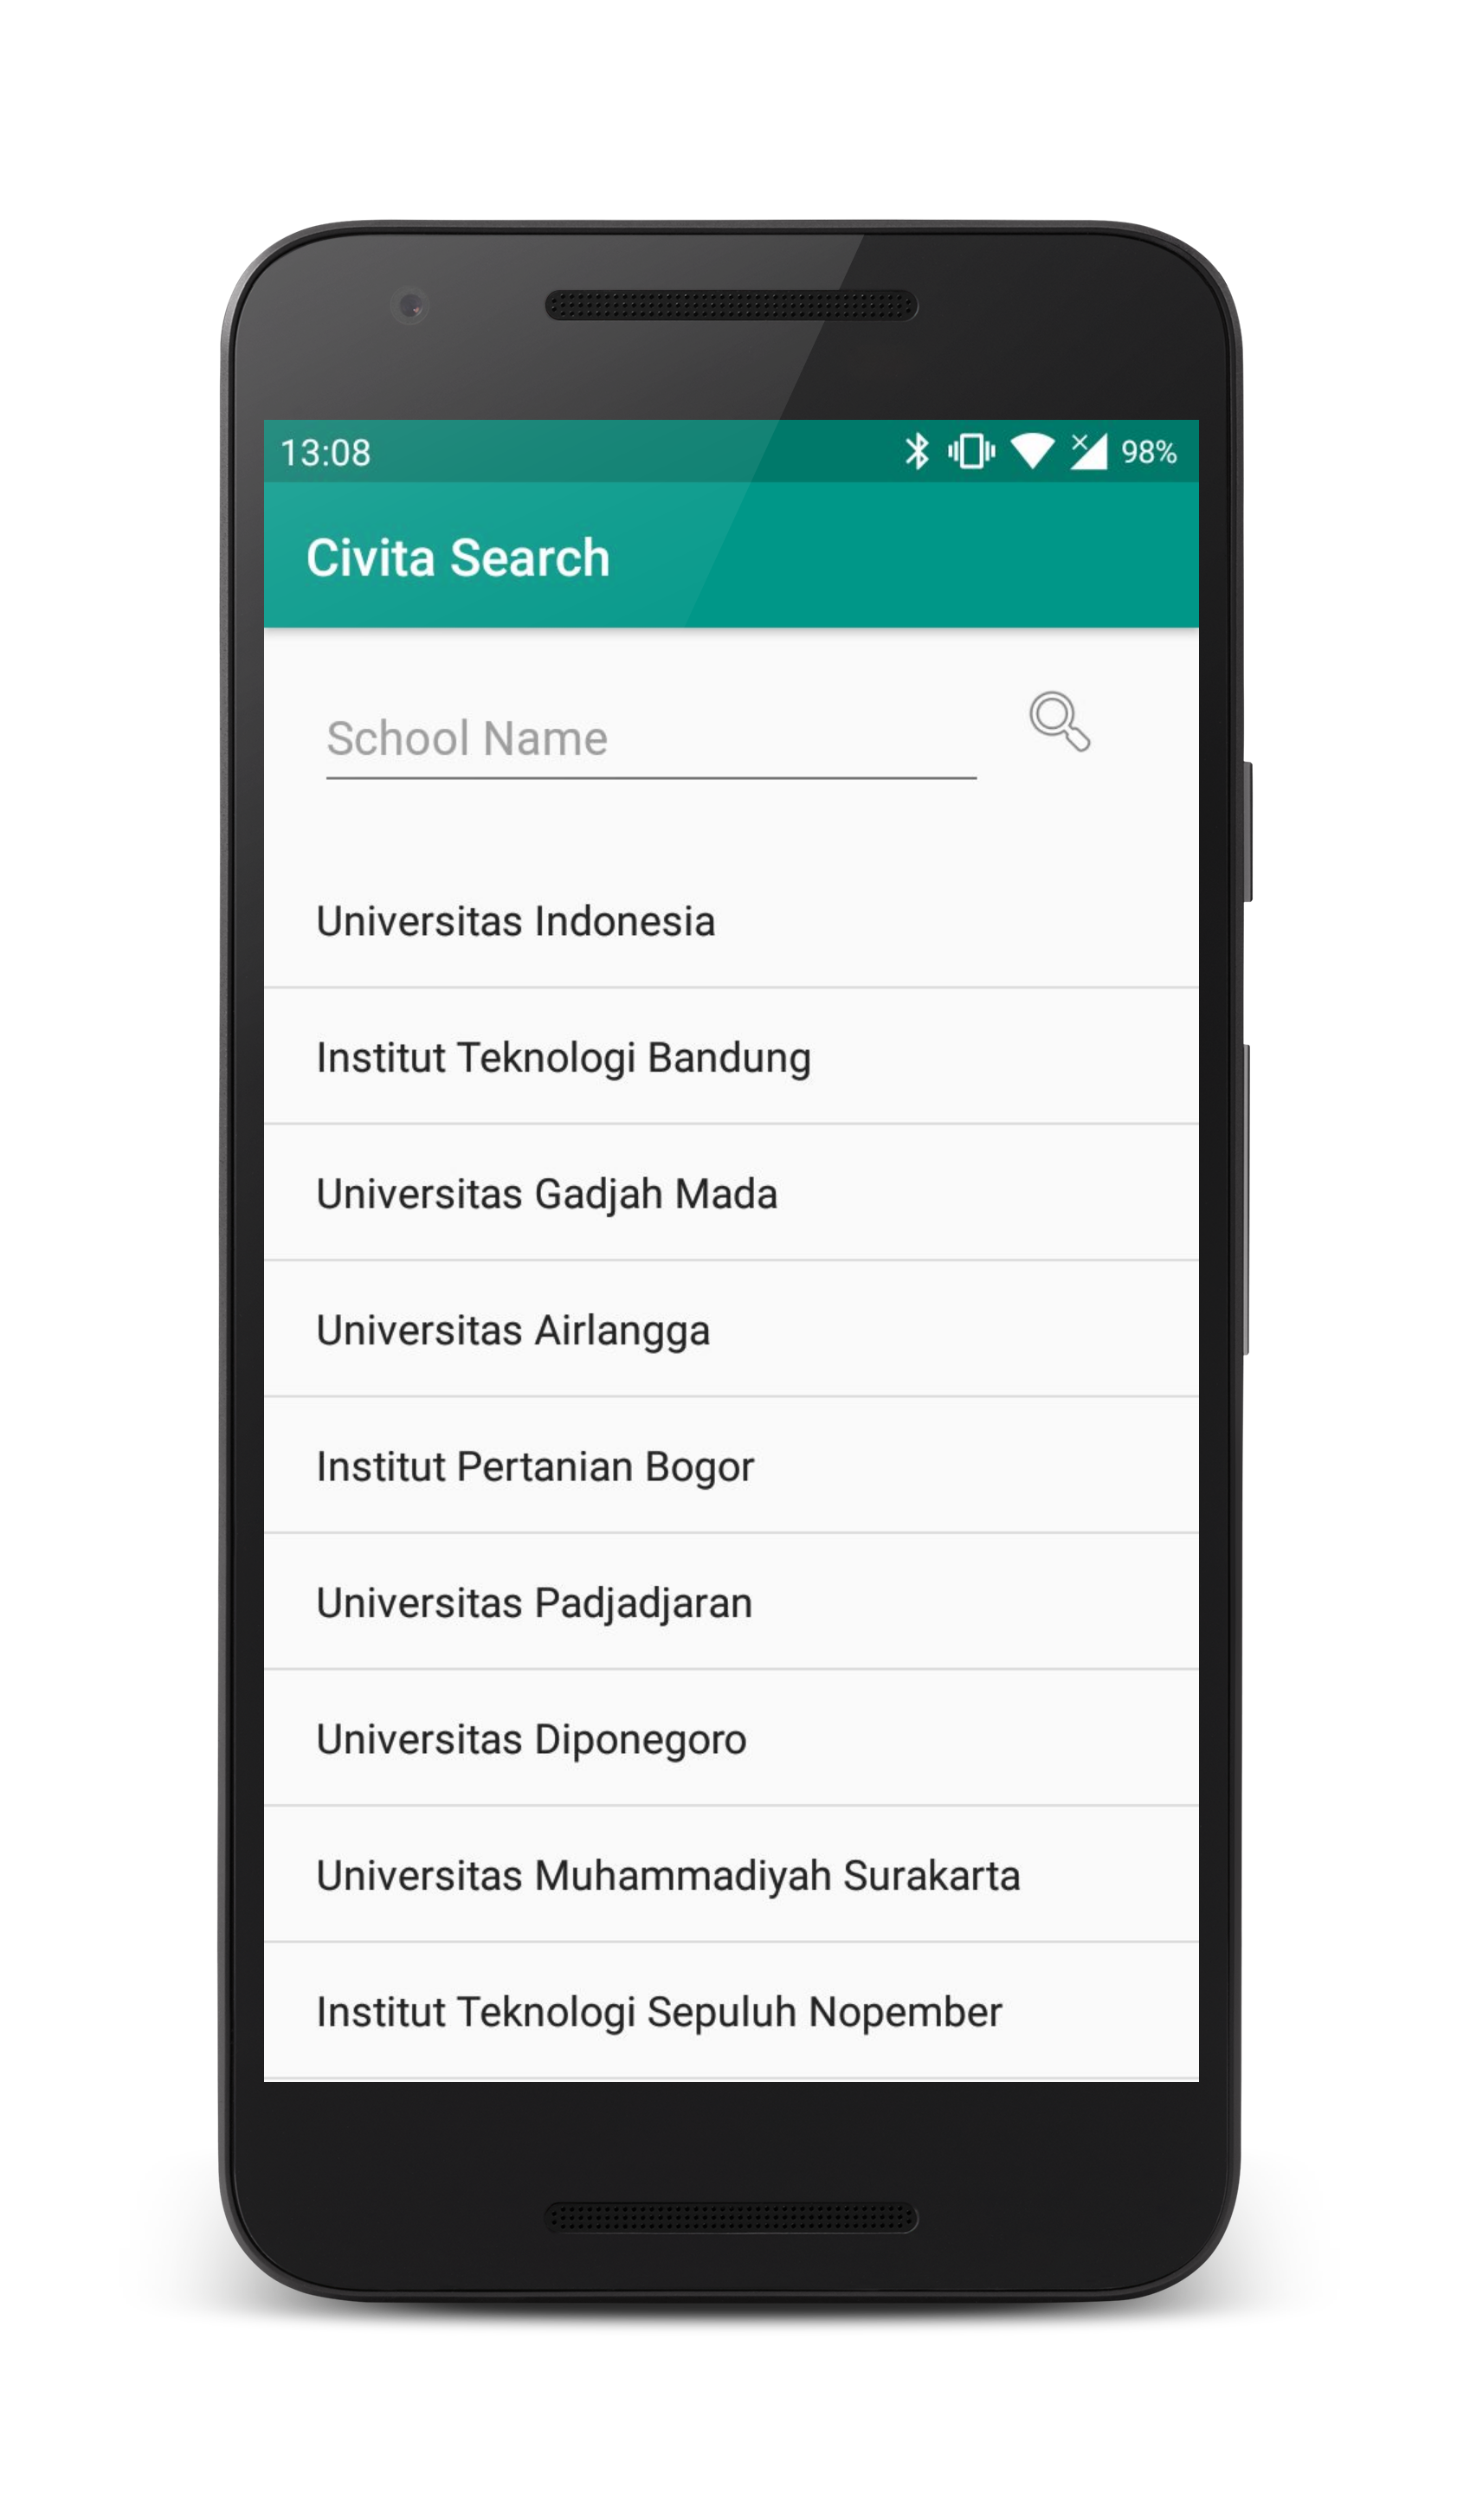 13:08 98%
Civita Search
School Name
Universitas Indonesia
Institut Teknologi Bandung
Universitas Gadjah Mada
Universitas Airlangga
Institut Pertanian Bogor
Universitas Padjadjaran
Universitas Diponegoro
Universitas Muhammadiyah Surakarta
Institut Teknologi Sepuluh Nopember